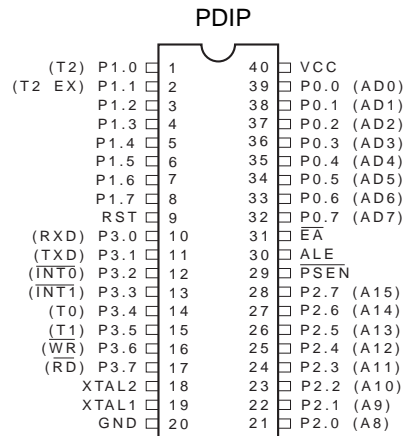 PDIP
(T2) P1.0 1 40 VCC
(T2 EX) P1.1 2 39 P0.0 (AD0)
P1.2 3 38 P0.1 (AD1)
P1.3 4 37 P0.2 (AD2)
P1.4 5 36 P0.3 (AD3)
P1.5 6 35 P0.4 (AD4)
P1.6 7 34 P0.5 (AD5)
P1.7 8 33 P0.6 (AD6)
RST 9 32 P0.7 (AD7)
(RXD) P3.0 10 31 E̅A̅
(TXD) P3.1 11 30 ALE
(I̅N̅T̅0̅) P3.2 12 29 P̅S̅E̅N̅
(I̅N̅T̅1̅) P3.3 13 28 P2.7 (A15)
(T0) P3.4 14 27 P2.6 (A14)
(T1) P3.5 15 26 P2.5 (A13)
(W̅R̅) P3.6 16 25 P2.4 (A12)
(R̅D̅) P3.7 17 24 P2.3 (A11)
XTAL2 18 23 P2.2 (A10)
XTAL1 19 22 P2.1 (A9)
GND 20 21 P2.0 (A8)